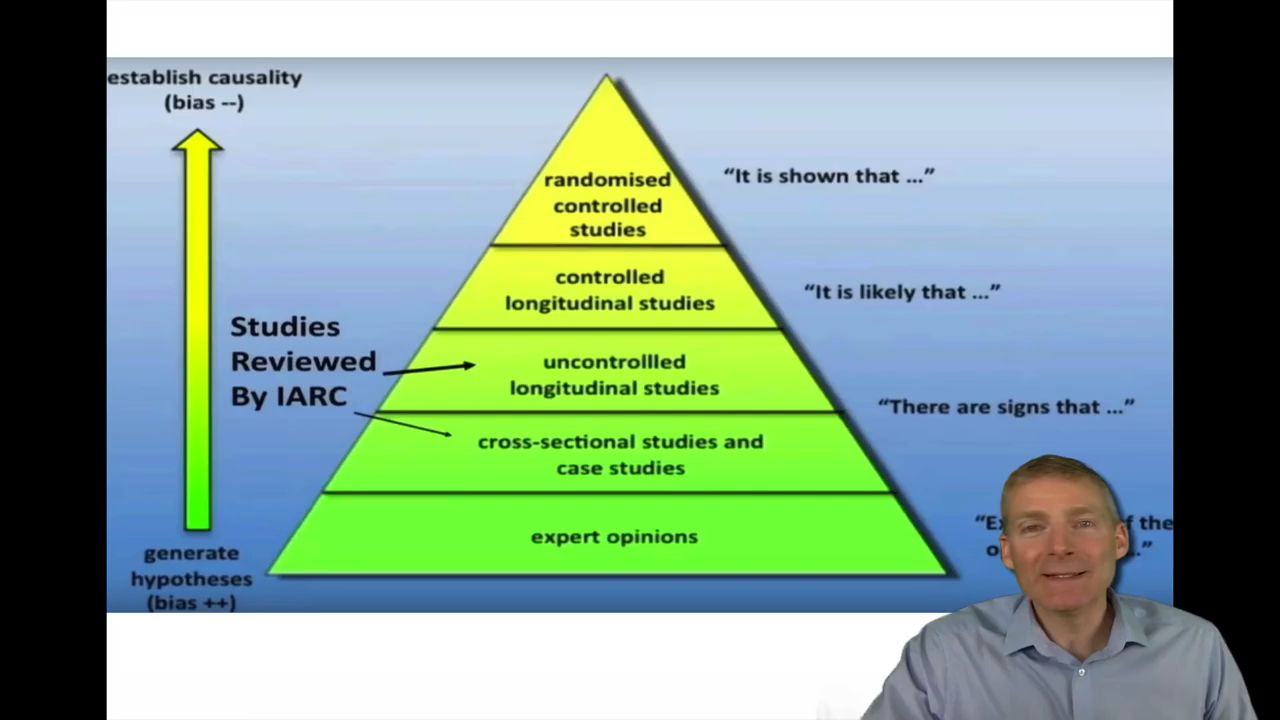 establish causality
(bias --)
randomised
controlled
studies
"It is shown that ..."
controlled
longitudinal studies
"It is likely that ..."
Studies
Reviewed
By IARC
uncontrollled
longitudinal studies
"There are signs that ..."
cross-sectional studies and
case studies
expert opinions
f the
..."
generate
hypotheses
(bias ++)